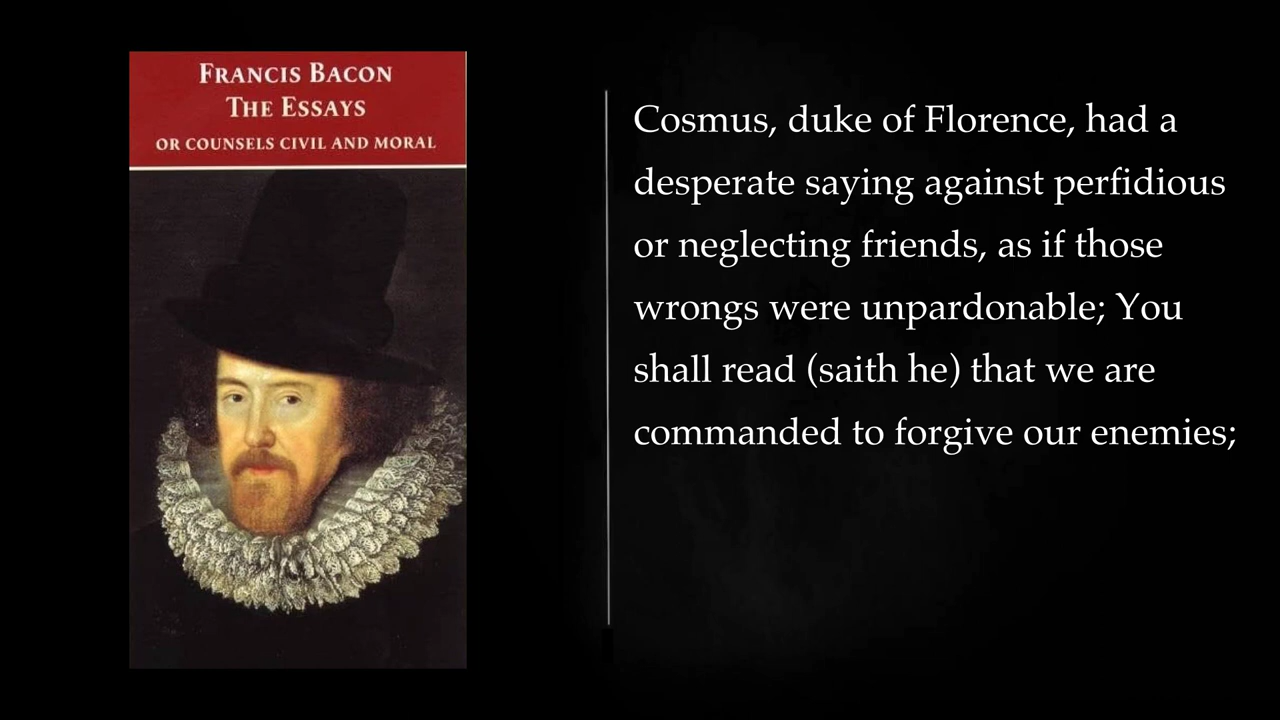 FRANCIS BACON
THE ESSAYS
OR COUNSELS CIVIL AND MORAL
Cosmus, duke of Florence, had a
desperate saying against perfidious
or neglecting friends, as if those
wrongs were unpardonable; You
shall read (saith he) that we are
commanded to forgive our enemies;